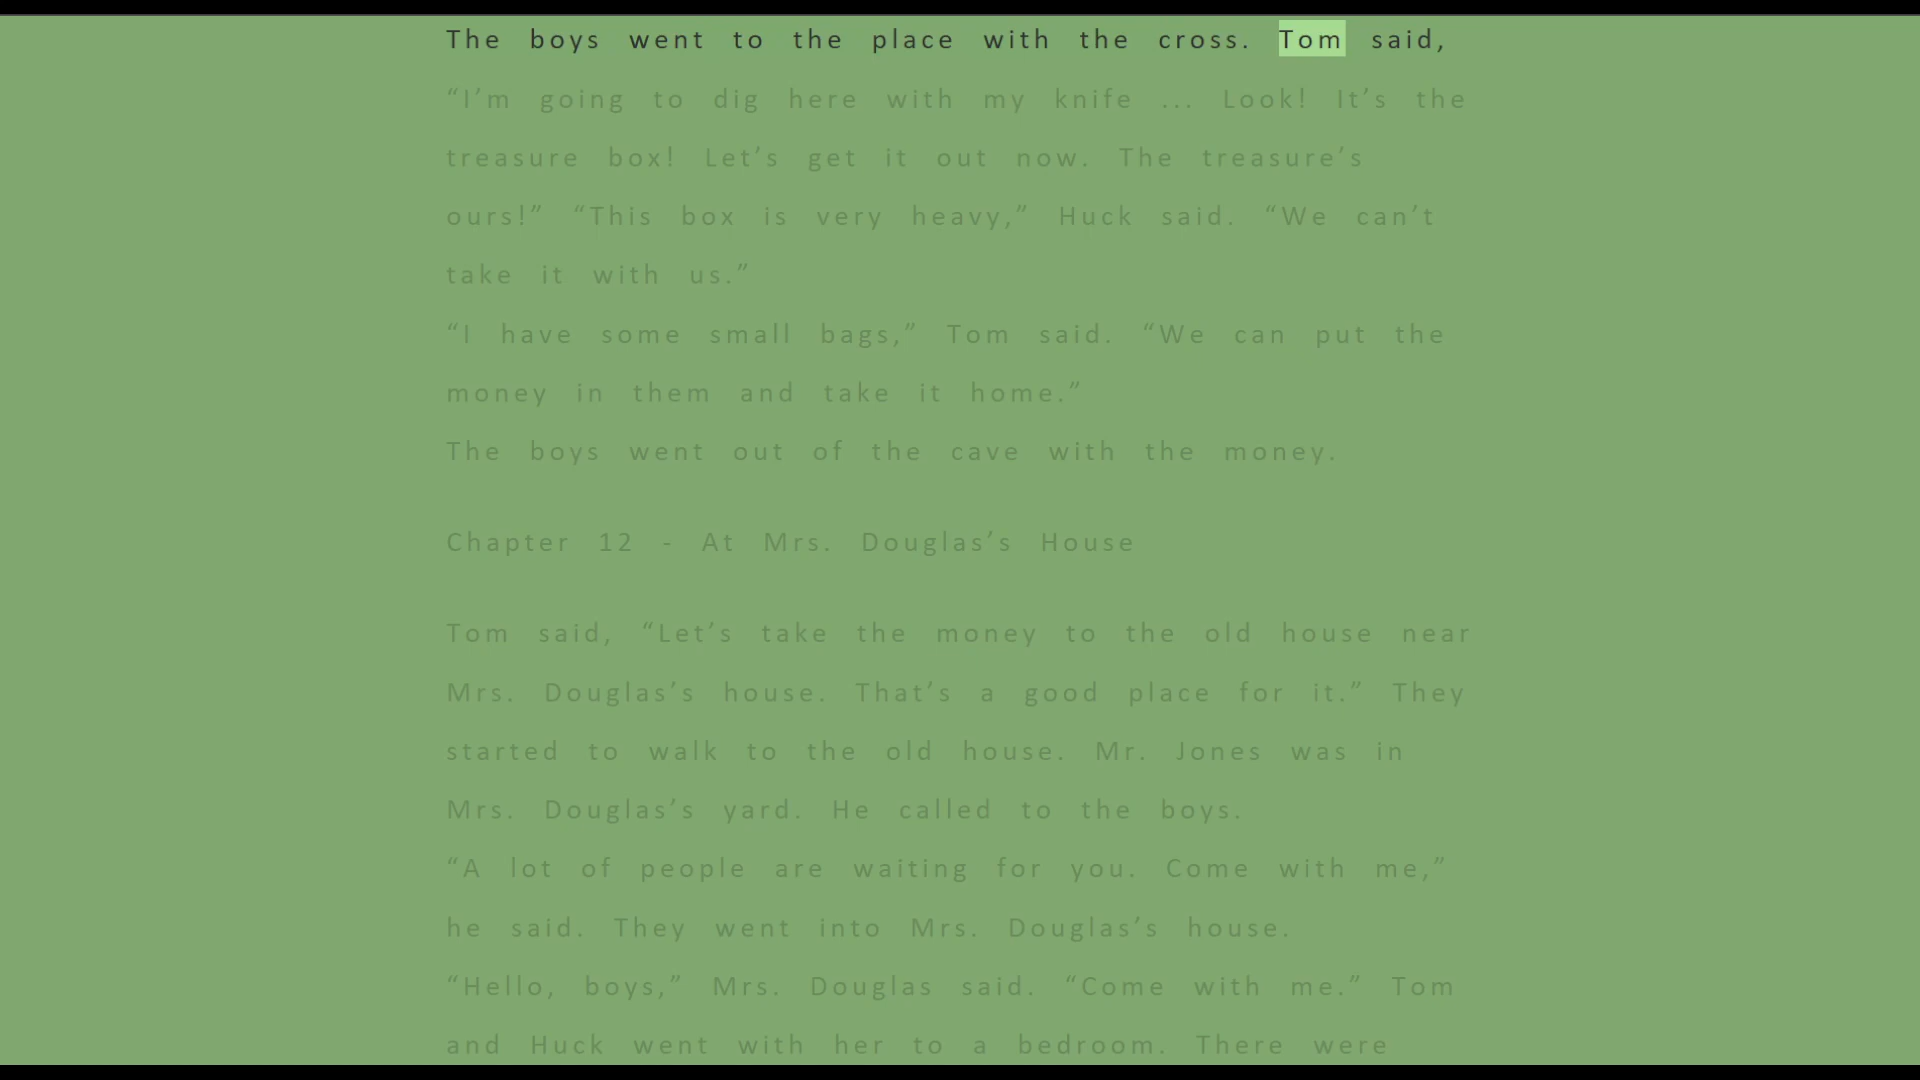 The boys went to the place with the cross. Tom said,
“I’m going to dig here with my knife ... Look! It’s the
treasure box! Let’s get it out now. The treasure’s
ours!” “This box is very heavy,” Huck said. “We can’t
take it with us.”
“I have some small bags,” Tom said. “We can put the
money in them and take it home.”
The boys went out of the cave with the money.
Chapter 12 - At Mrs. Douglas’s House
Tom said, “Let’s take the money to the old house near
Mrs. Douglas’s house. That’s a good place for it.” They
started to walk to the old house. Mr. Jones was in
Mrs. Douglas’s yard. He called to the boys.
“A lot of people are waiting for you. Come with me,”
he said. They went into Mrs. Douglas’s house.
“Hello, boys,” Mrs. Douglas said. “Come with me.” Tom
and Huck went with her to a bedroom. There were